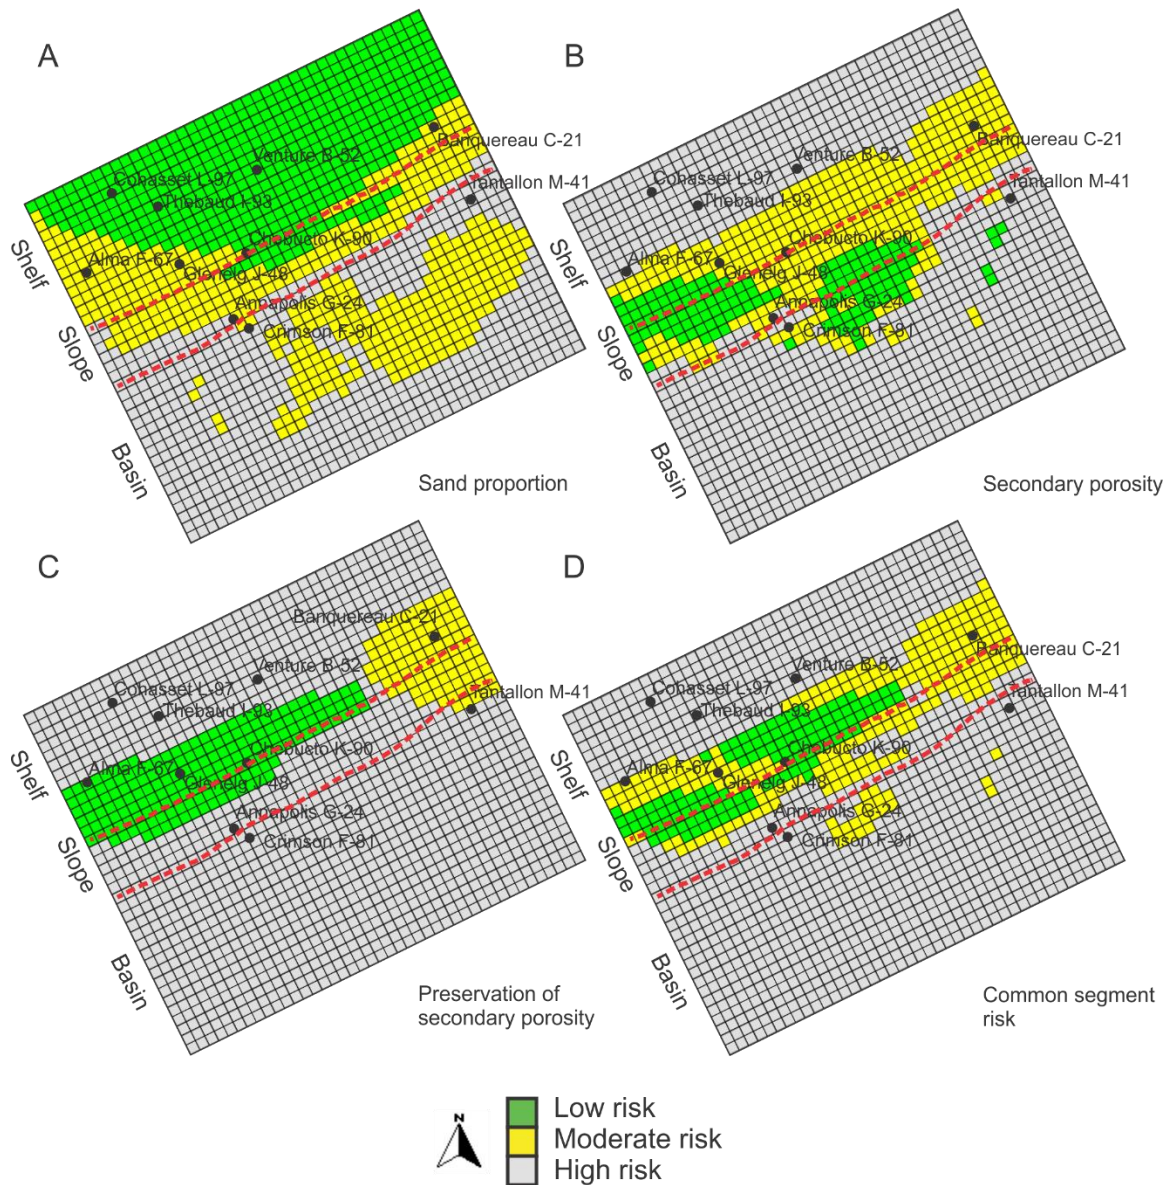 A
Banquereau C-21
Venture B-52
Cohasset L-97
Tantallon M-41
Thebaud I-93
Chebucto K-90
Alma F-67
Glenelg J-48
Annapolis G-24
Crimson F-81
Shelf
Slope
Basin
Sand proportion
B
Banquereau C-21
Venture B-52
Cohasset L-97
Tantallon M-41
Thebaud I-93
Chebucto K-90
Alma F-67
Glenelg J-48
Annapolis G-24
Crimson F-81
Secondary porosity
C
Banquereau C-21
Venture B-52
Cohasset L-97
Tantallon M-41
Thebaud I-93
Chebucto K-90
Alma F-67
Glenelg J-48
Annapolis G-24
Crimson F-81
Shelf
Slope
Basin
Preservation of
secondary porosity
D
Banquereau C-21
Venture B-52
Cohasset L-97
Tantallon M-41
Thebaud I-93
Chebucto K-90
Alma F-67
Glenelg J-48
Annapolis G-24
Crimson F-81
Shelf
Slope
Basin
Common segment
risk
N
Low risk
Moderate risk
High risk